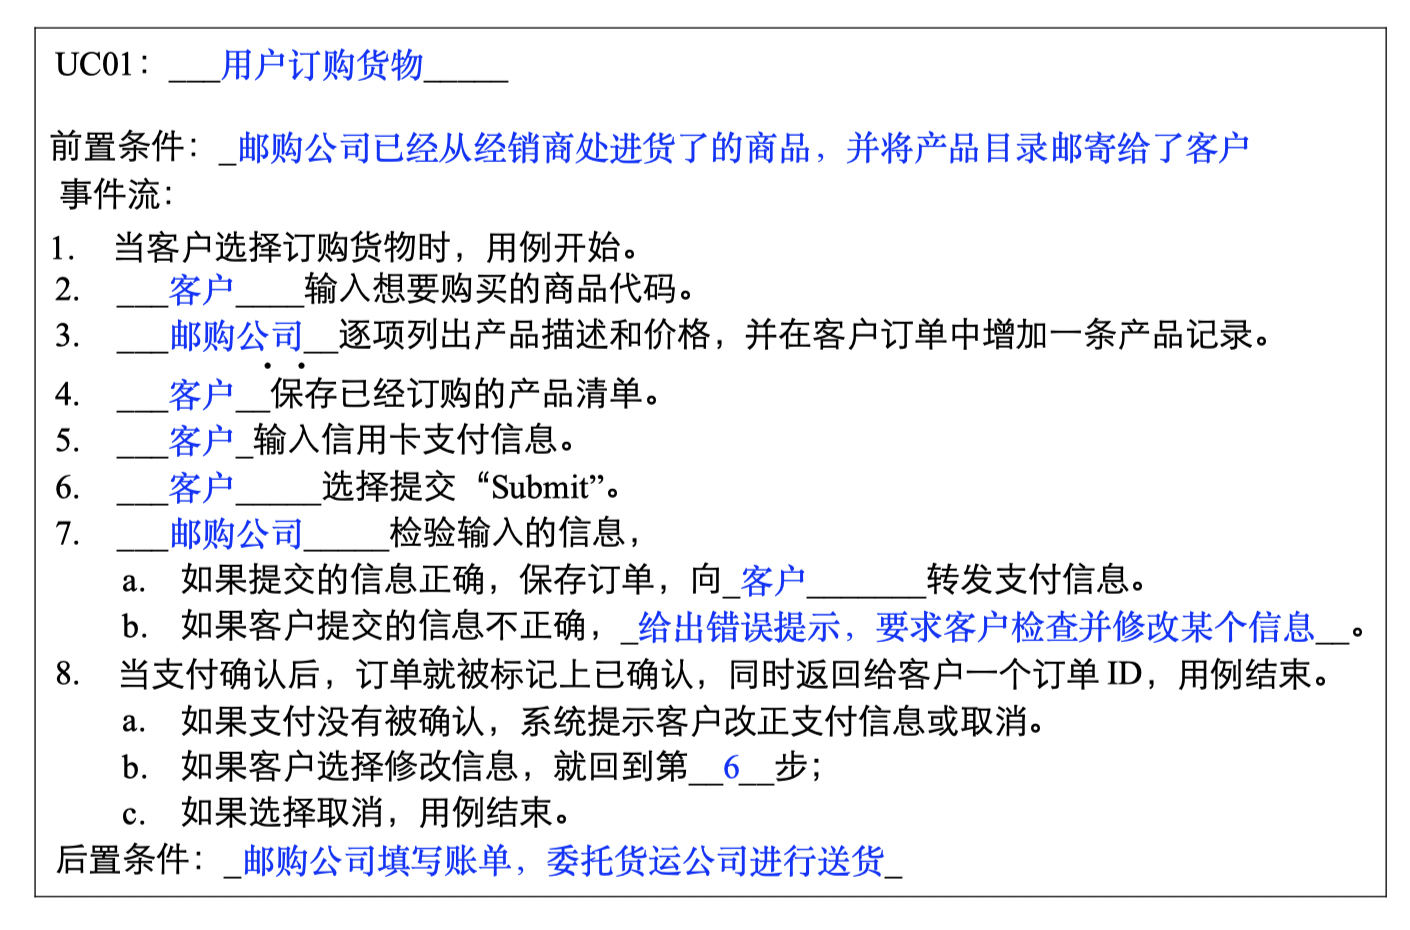 UC01：___用户订购货物_____
前置条件：_邮购公司已经从经销商处进货了的商品，并将产品目录邮寄给了客户
事件流：
1. 当客户选择订购货物时，用例开始。
2. ___客户____输入想要购买的商品代码。
3. ___邮购公司__逐项列出产品描述和价格，并在客户订单中增加一条产品记录。
4. ___客户__保存已经订购的产品清单。
5. ___客户_输入信用卡支付信息。
6. ___客户_____选择提交“Submit”。
7. ___邮购公司_____检验输入的信息，
a. 如果提交的信息正确，保存订单，向_客户_______转发支付信息。
b. 如果客户提交的信息不正确，_给出错误提示，要求客户检查并修改某个信息__。
8. 当支付确认后，订单就被标记上已确认，同时返回给客户一个订单 ID，用例结束。
a. 如果支付没有被确认，系统提示客户改正支付信息或取消。
b. 如果客户选择修改信息，就回到第__6__步；
c. 如果选择取消，用例结束。
后置条件：_邮购公司填写账单，委托货运公司进行送货_